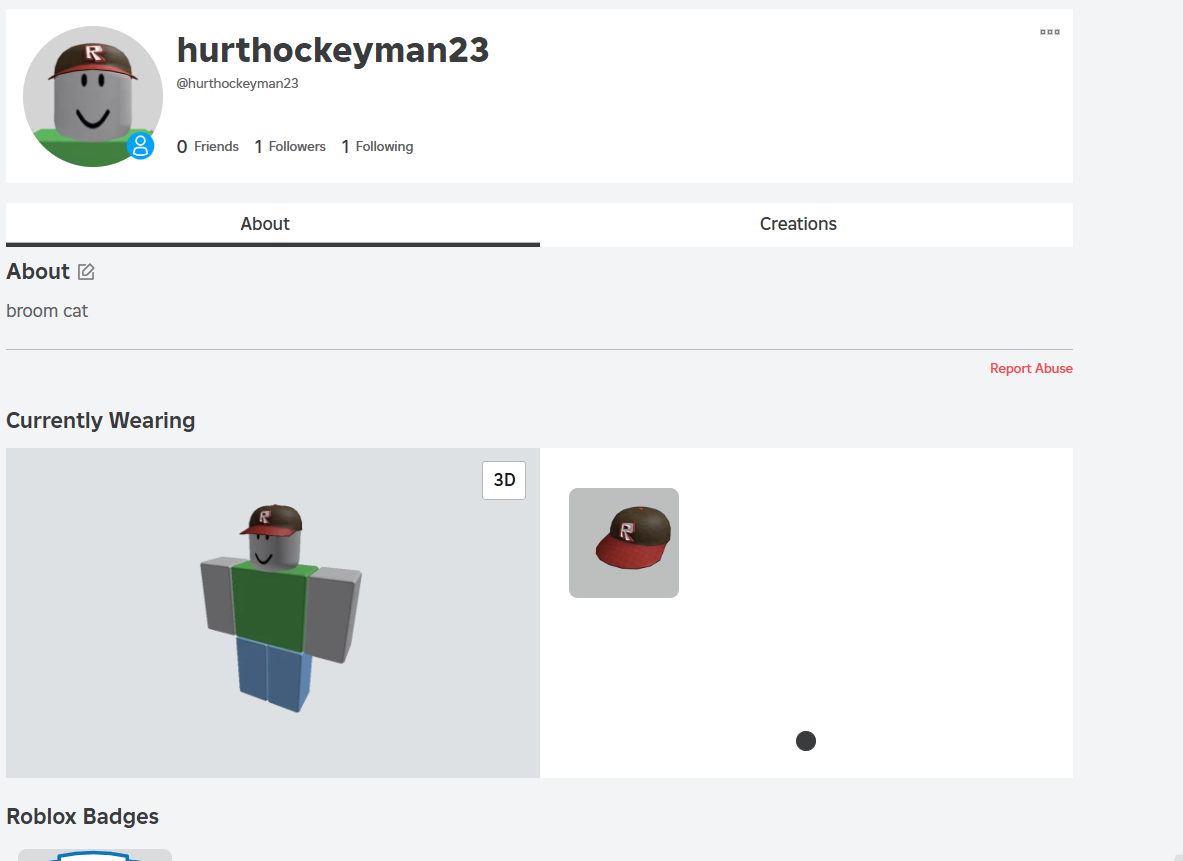 hurthockeyman23
@hurthockeyman23
0 Friends 1 Followers 1 Following
About Creations
About
broom cat
Report Abuse
Currently Wearing
3D
R
R
R
Roblox Badges